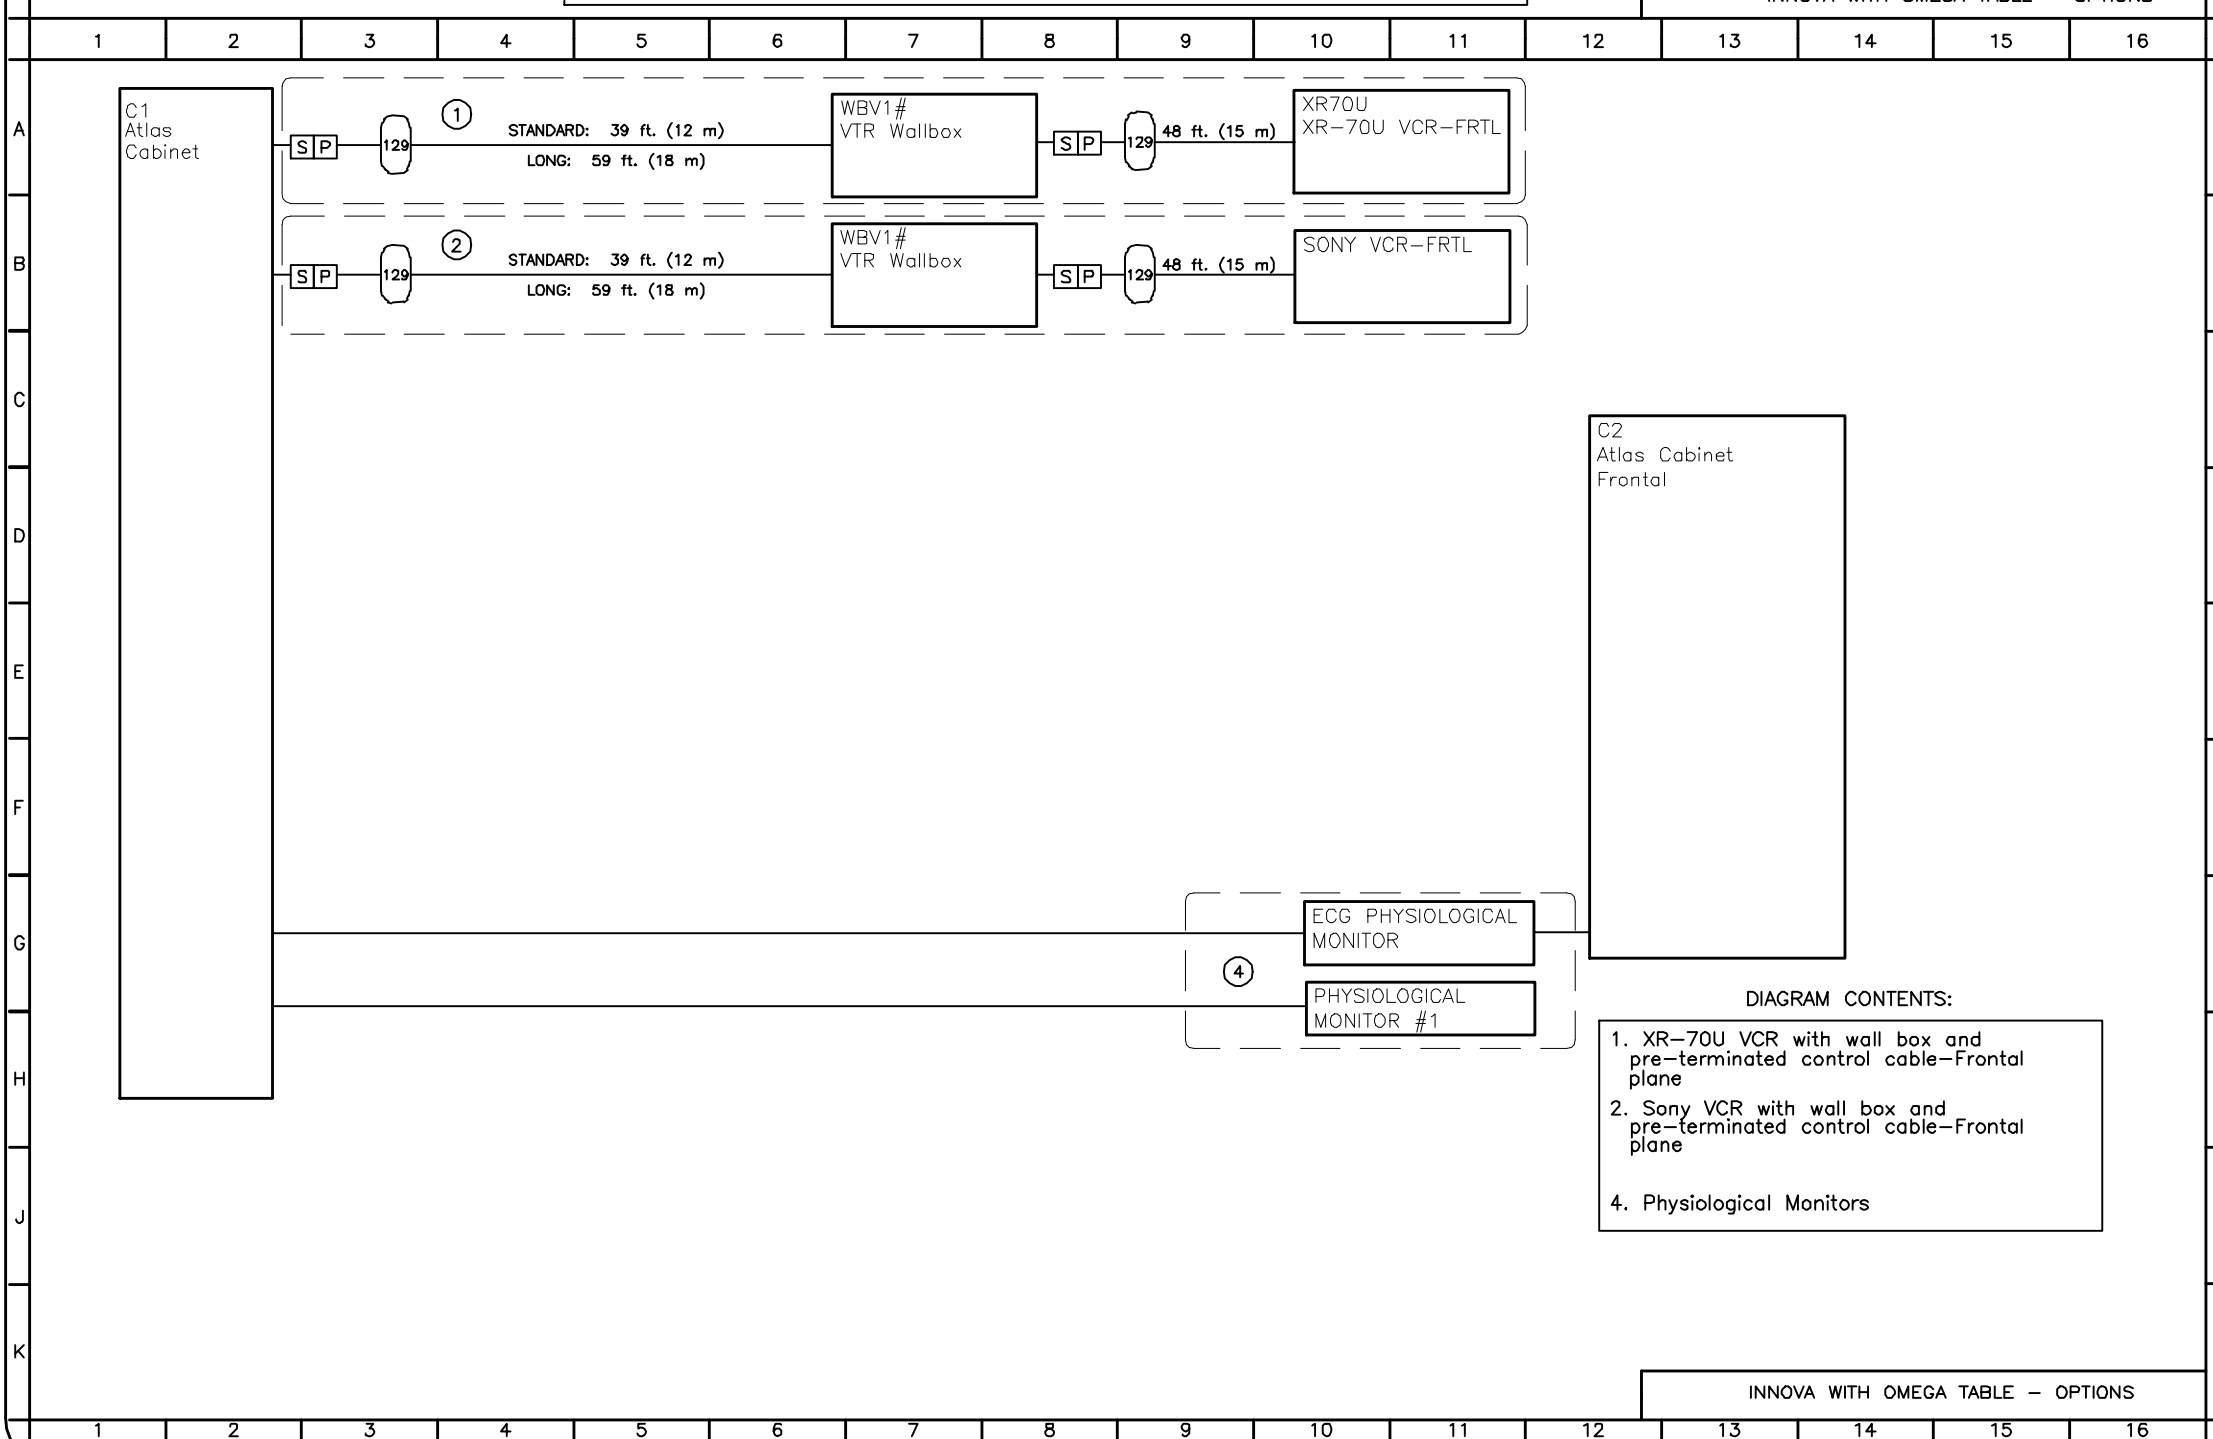 1 2 3 4 5 6 7 8 9 10 11 12 13 14 15 16
A
B
C
D
E
F
G
H
J
K
C1
Atlas
Cabinet
S P
129
1
STANDARD: 39 ft. (12 m)
LONG: 59 ft. (18 m)
WBV1#
VTR Wallbox
S P
129
48 ft. (15 m)
XR70U
XR-70U VCR-FRTL
S P
129
2
STANDARD: 39 ft. (12 m)
LONG: 59 ft. (18 m)
WBV1#
VTR Wallbox
S P
129
48 ft. (15 m)
SONY VCR-FRTL
C2
Atlas Cabinet
Frontal
ECG PHYSIOLOGICAL
MONITOR
4
PHYSIOLOGICAL
MONITOR #1
DIAGRAM CONTENTS:
1. XR-70U VCR with wall box and
pre-terminated control cable-Frontal
plane
2. Sony VCR with wall box and
pre-terminated control cable-Frontal
plane
4. Physiological Monitors
INNOVA WITH OMEGA TABLE - OPTIONS
1 2 3 4 5 6 7 8 9 10 11 12 13 14 15 16